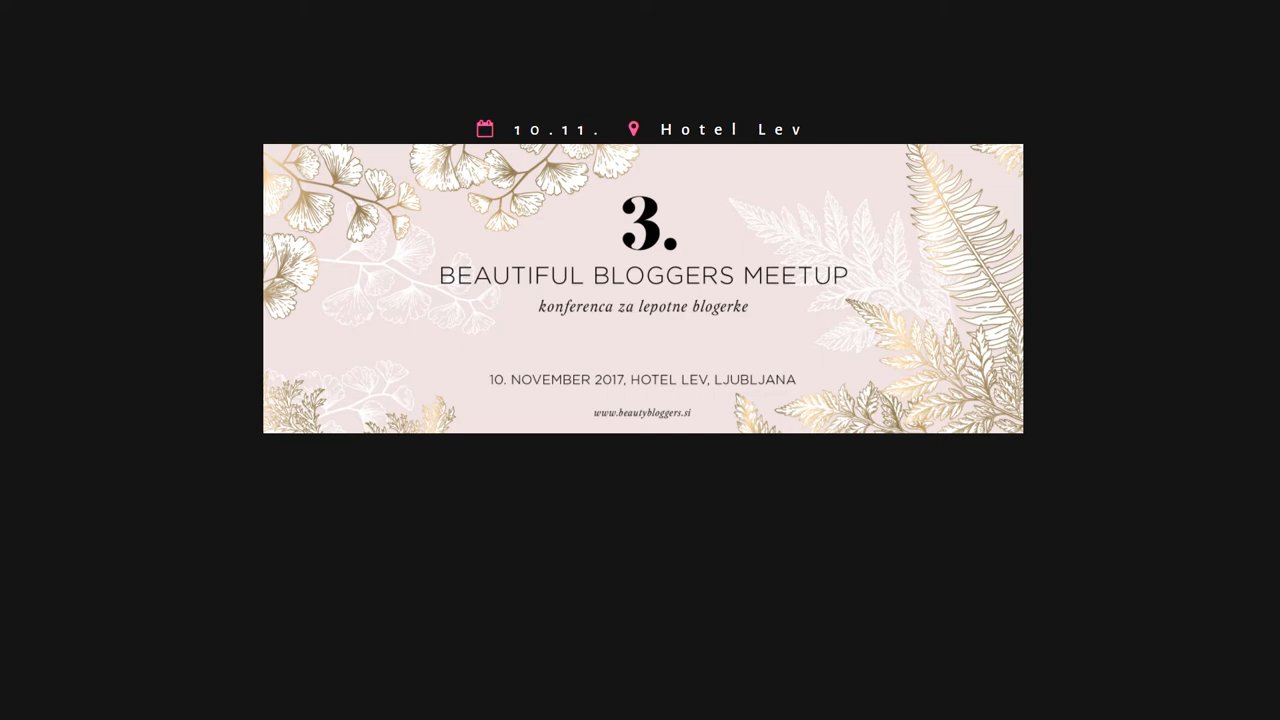 10.11. Hotel Lev
3.
BEAUTIFUL BLOGGERS MEETUP
konferenca za lepotne blogerke
10. NOVEMBER 2017, HOTEL LEV, LJUBLJANA
www.beautybloggers.si